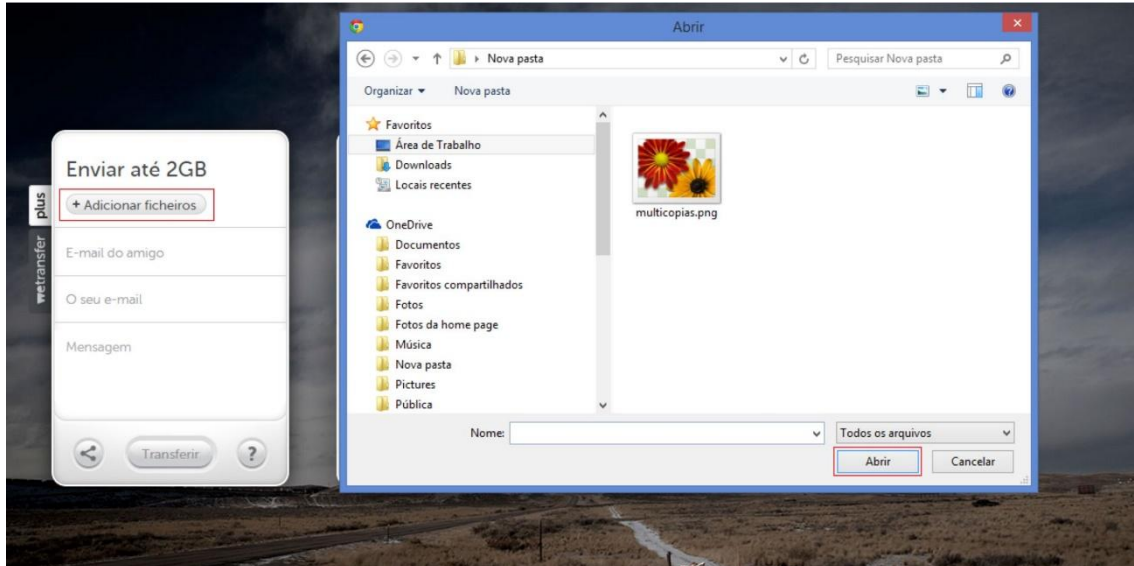 Enviar até 2GB
+ Adicionar ficheiros
E-mail do amigo
O seu e-mail
Mensagem
Transferir
?
wetransfer plus
Abrir
Nova pasta
Pesquisar Nova pasta
Organizar
Nova pasta
Favoritos
Área de Trabalho
Downloads
Locais recentes
OneDrive
Documentos
Favoritos
Favoritos compartilhados
Fotos
Fotos da home page
Música
Nova pasta
Pictures
Pública
multicopias.png
Nome:
Todos os arquivos
Abrir
Cancelar